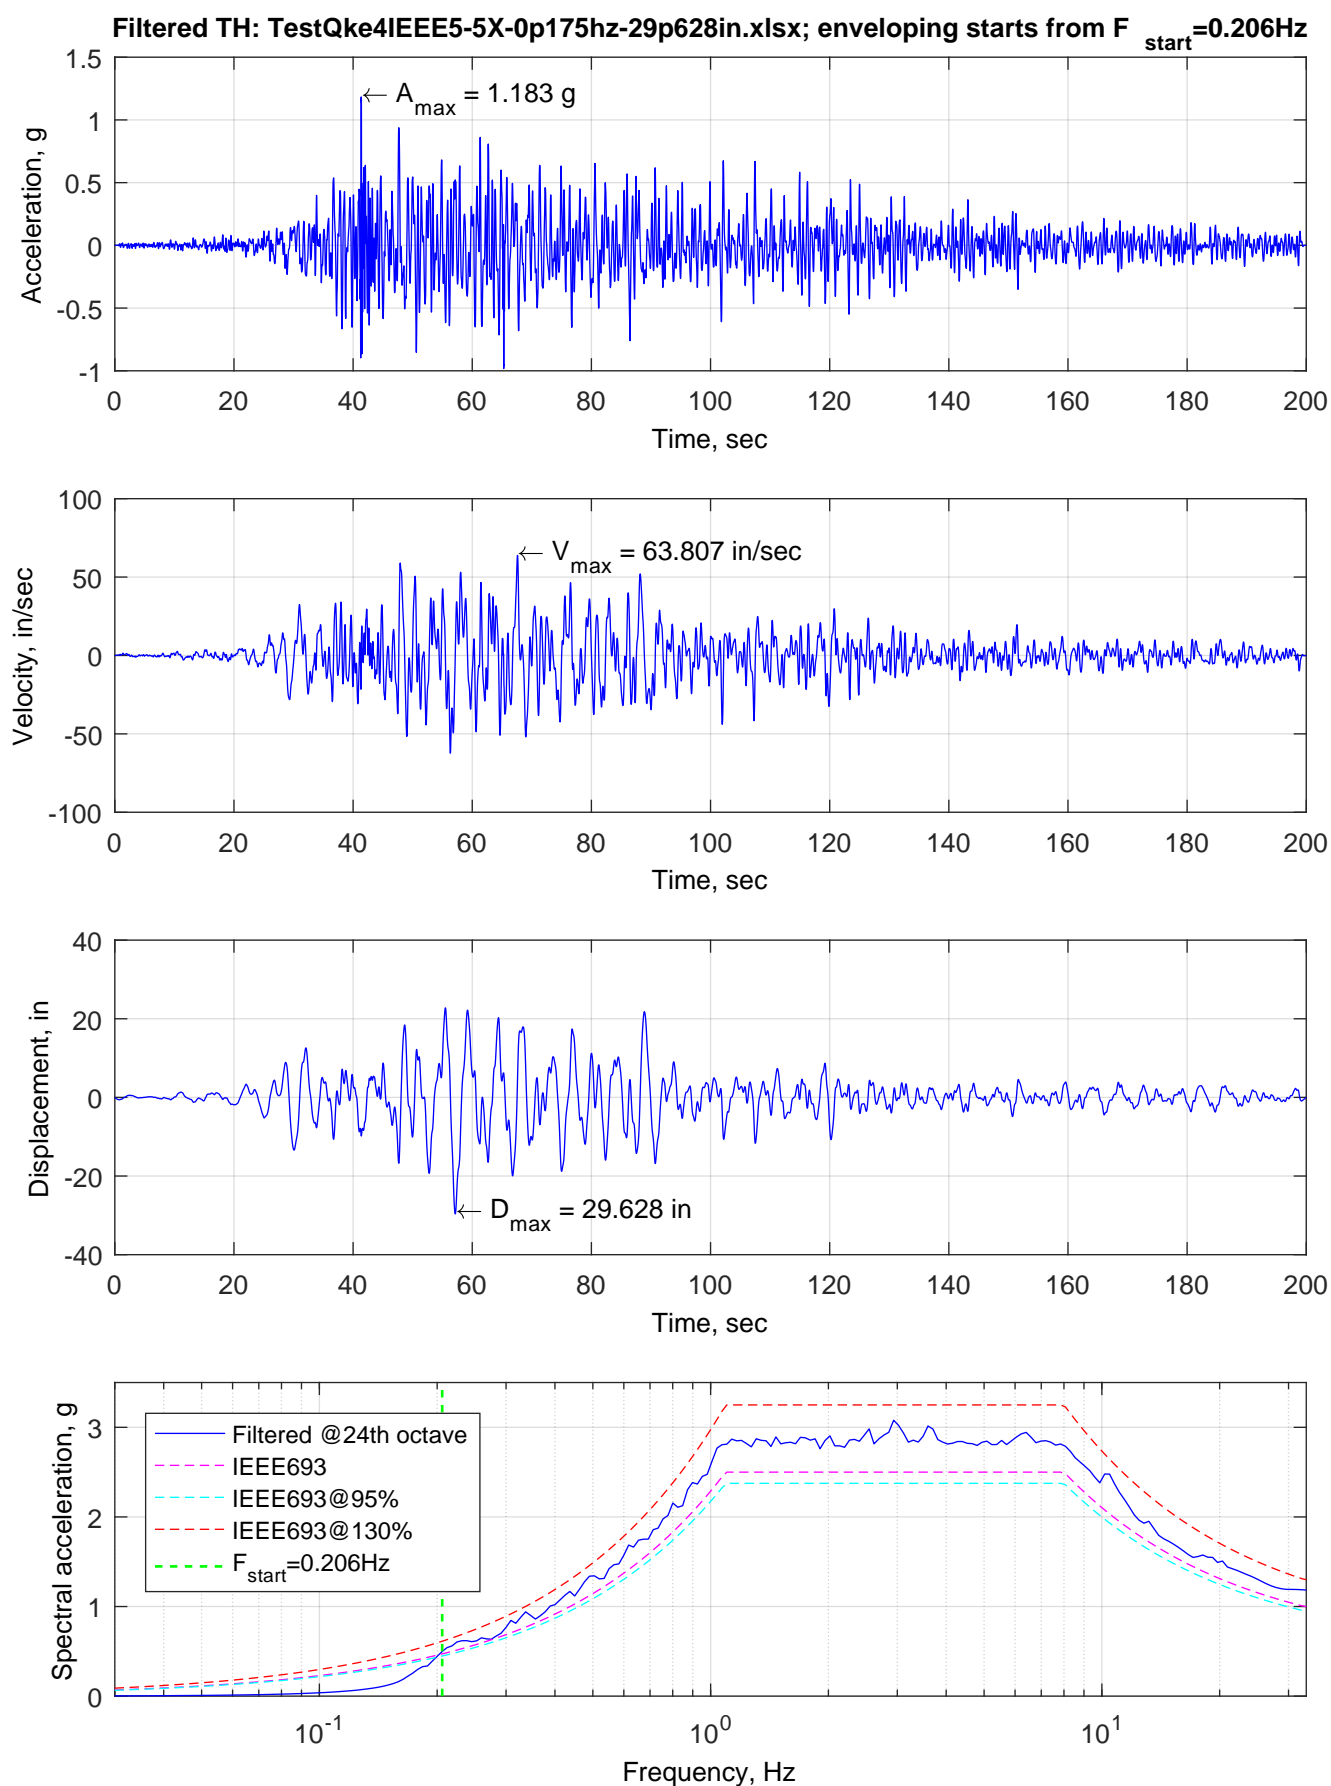 Filtered TH: TestQke4IEEE5-5X-0p175hz-29p628in.xlsx; enveloping starts from F start=0.206Hz
1.5
1
0.5
0
-0.5
-1
Acceleration, g
← Amax = 1.183 g
0 20 40 60 80 100 120 140 160 180 200
Time, sec
100
50
0
-50
-100
Velocity, in/sec
← Vmax = 63.807 in/sec
0 20 40 60 80 100 120 140 160 180 200
Time, sec
40
20
0
-20
-40
Displacement, in
← Dmax = 29.628 in
0 20 40 60 80 100 120 140 160 180 200
Time, sec
3
2
1
0
Spectral acceleration, g
Filtered @24th octave
IEEE693
IEEE693@95%
IEEE693@130%
Fstart=0.206Hz
10-1 100 101
Frequency, Hz